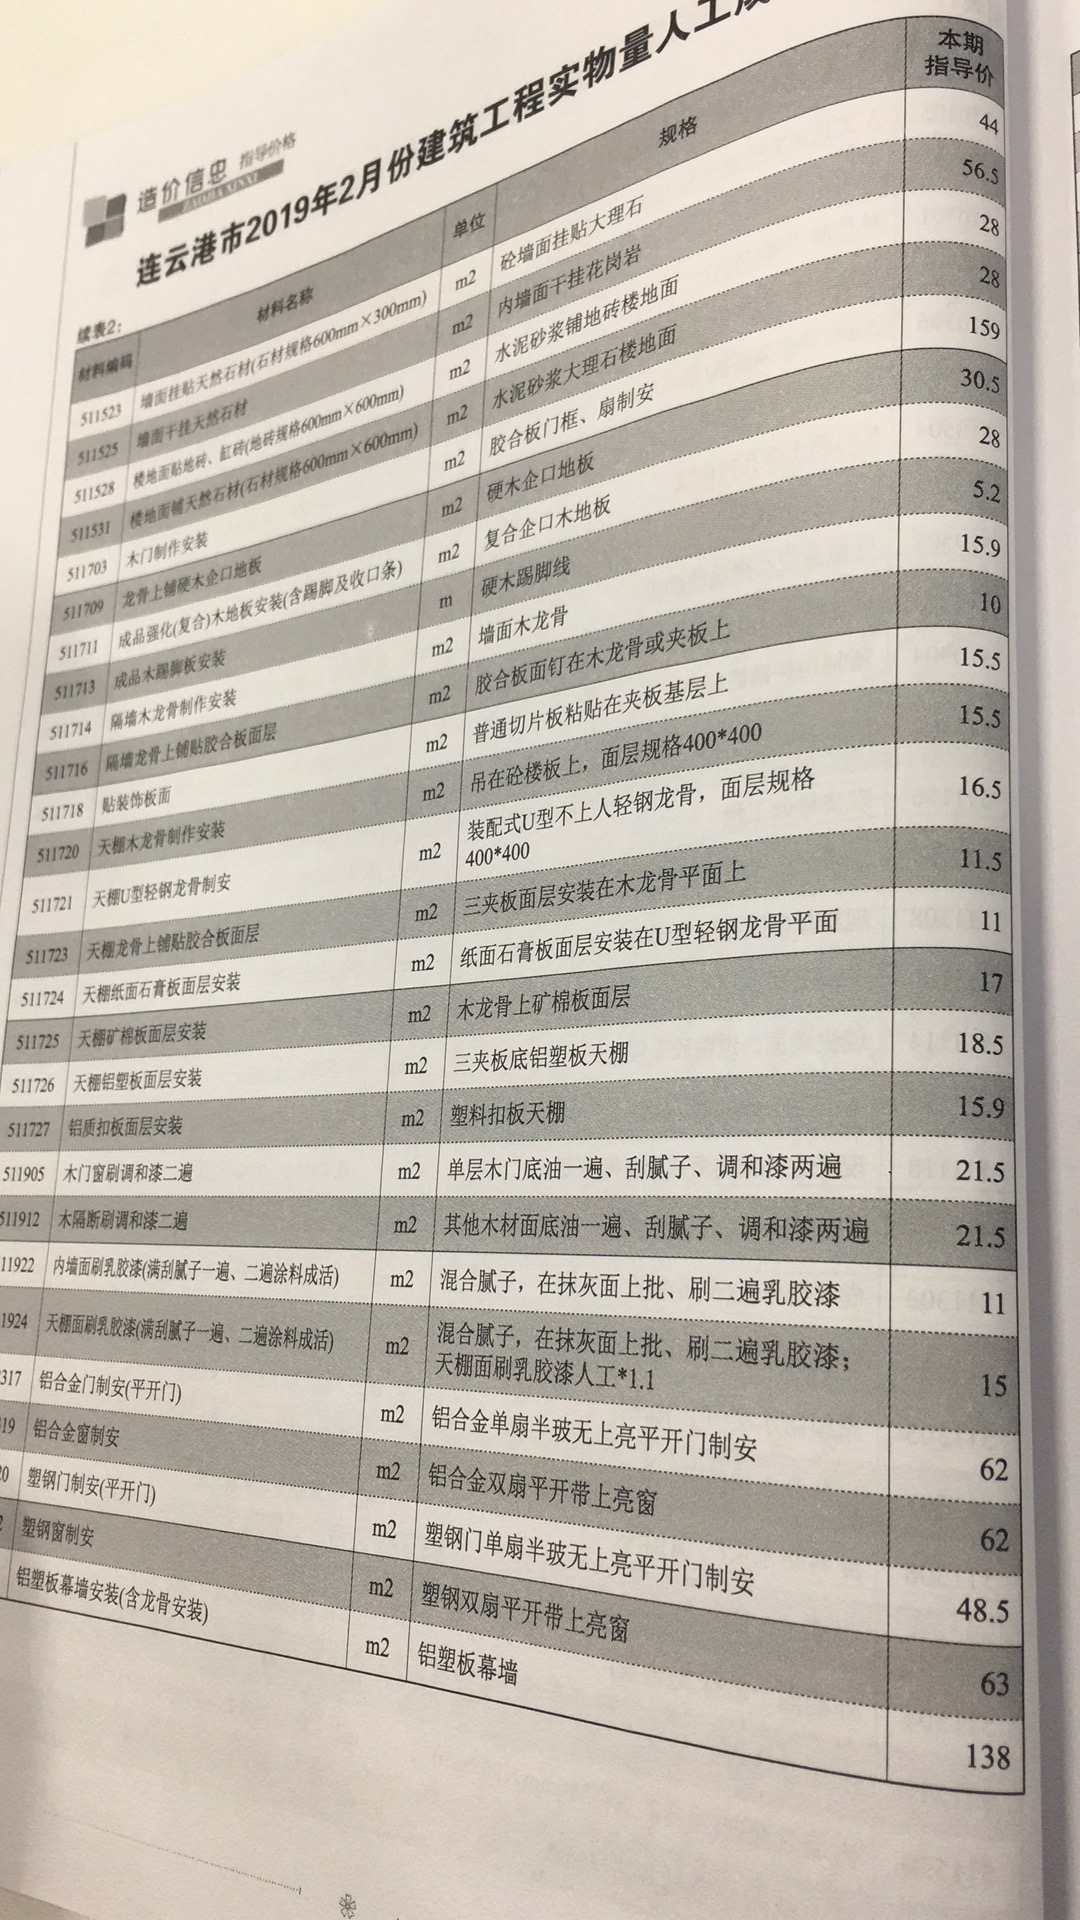 造价信息 指导价格
ZAOJIA XINXI
连云港市2019年2月份建筑工程实物量人工成
续表2:
材料编码 材料名称 单位 规格 本期指导价
511523 墙面挂贴天然石材(石材规格600mm×300mm) m2 砼墙面挂贴大理石 44
511525 墙面干挂天然石材 m2 内墙面干挂花岗岩 56.5
511528 楼地面贴地砖、缸砖(地砖规格600mm×600mm) m2 水泥砂浆铺地砖楼地面 28
511531 楼地面铺天然石材(石材规格600mm×600mm) m2 水泥砂浆大理石楼地面 28
511703 木门制作安装 m2 胶合板门框、扇制安 159
511709 龙骨上铺硬木企口地板 m2 硬木企口地板 30.5
511711 成品强化(复合)木地板安装(含踢脚及收口条) m2 复合企口木地板 28
511713 成品木踢脚板安装 m 硬木踢脚线 5.2
511714 隔墙木龙骨制作安装 m2 墙面木龙骨 15.9
511716 隔墙龙骨上铺贴胶合板面层 m2 胶合板面钉在木龙骨或夹板上 10
511718 贴装饰板面 m2 普通切片板粘贴在夹板基层上 15.5
511720 天棚木龙骨制作安装 m2 吊在砼楼板上，面层规格400*400 15.5
511721 天棚U型轻钢龙骨制安 m2 装配式U型不上人轻钢龙骨，面层规格
400*400 16.5
511723 天棚龙骨上铺贴胶合板面层 m2 三夹板面层安装在木龙骨平面上 11.5
511724 天棚纸面石膏板面层安装 m2 纸面石膏板面层安装在U型轻钢龙骨平面 11
511725 天棚矿棉板面层安装 m2 木龙骨上矿棉板面层 17
511726 天棚铝塑板面层安装 m2 三夹板底铝塑板天棚 18.5
511727 铝质扣板面层安装 m2 塑料扣板天棚 15.9
511905 木门窗刷调和漆二遍 m2 单层木门底油一遍、刮腻子、调和漆两遍 21.5
511912 木隔断刷调和漆二遍 m2 其他木材面底油一遍、刮腻子、调和漆两遍 21.5
11922 内墙面刷乳胶漆(满刮腻子一遍、二遍涂料成活) m2 混合腻子，在抹灰面上批、刷二遍乳胶漆 11
1924 天棚面刷乳胶漆(满刮腻子一遍、二遍涂料成活) m2 混合腻子，在抹灰面上批、刷二遍乳胶漆；
天棚面刷乳胶漆人工*1.1 15
317 铝合金门制安(平开门) m2 铝合金单扇半玻无上亮平开门制安 62
19 铝合金窗制安 m2 铝合金双扇平开带上亮窗 62
20 塑钢门制安(平开门) m2 塑钢门单扇半玻无上亮平开门制安 48.5
2 塑钢窗制安 m2 塑钢双扇平开带上亮窗 63
铝塑板幕墙安装(含龙骨安装) m2 铝塑板幕墙 138